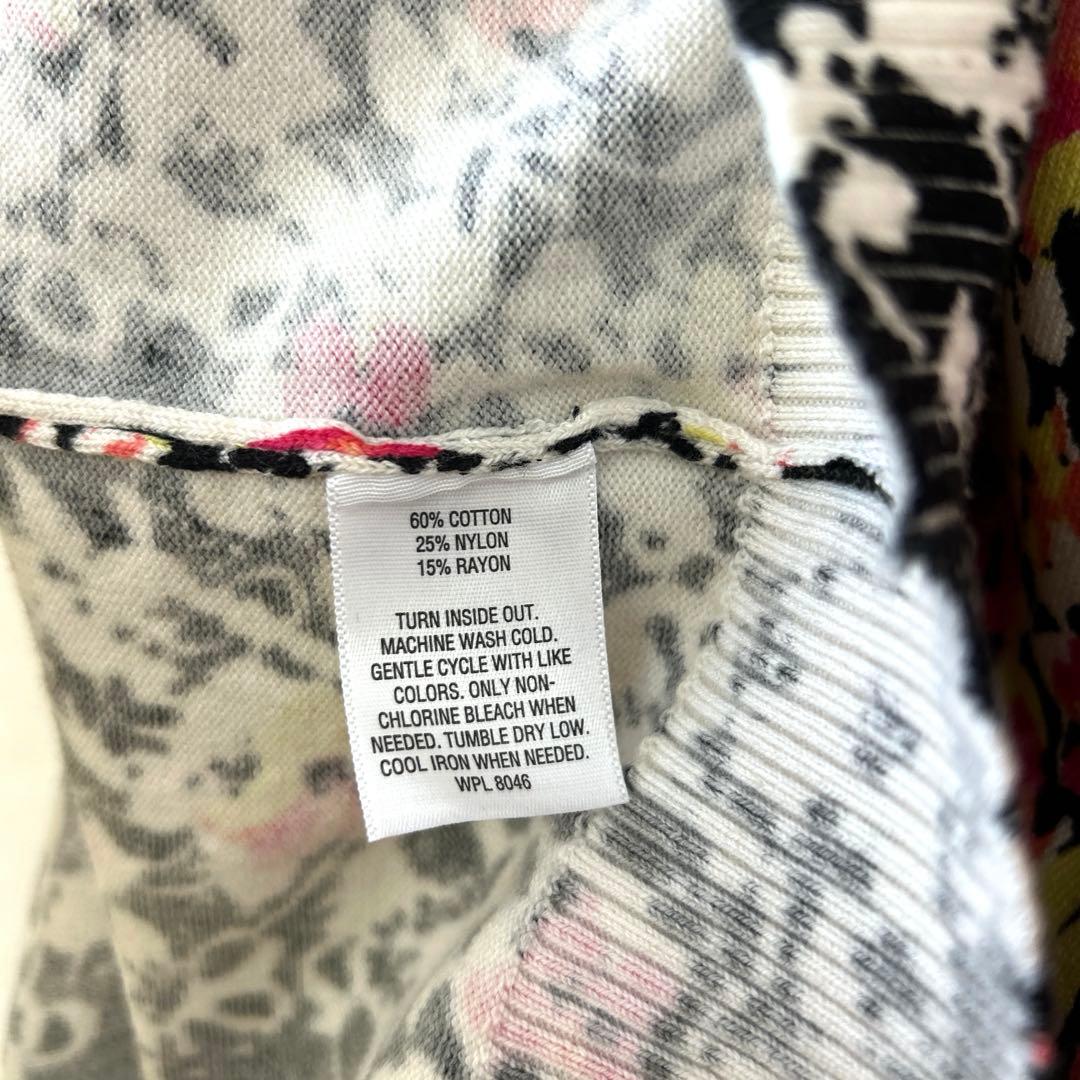 60% COTTON
25% NYLON
15% RAYON
TURN INSIDE OUT.
MACHINE WASH COLD.
GENTLE CYCLE WITH LIKE
COLORS. ONLY NON-
CHLORINE BLEACH WHEN
NEEDED. TUMBLE DRY LOW.
COOL IRON WHEN NEEDED.
WPL 8046